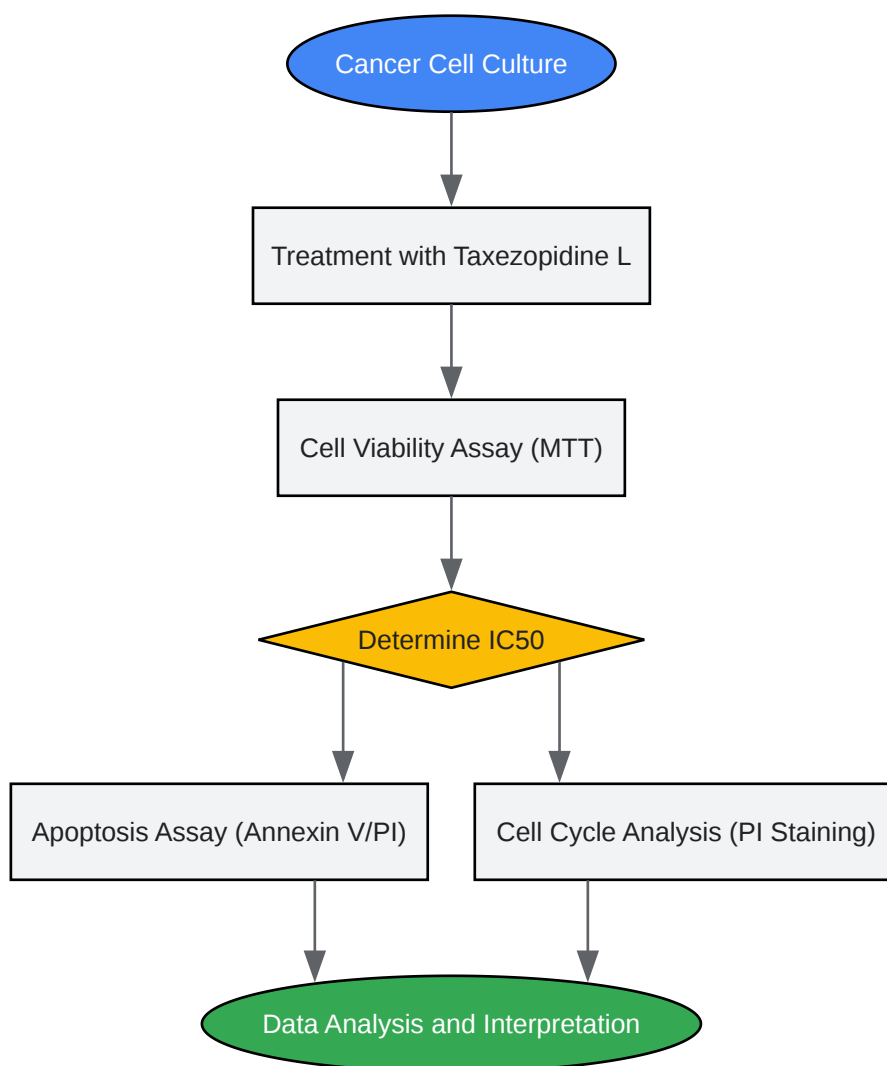 Cancer Cell Culture
Treatment with Taxezopidine L
Cell Viability Assay (MTT)
Determine IC50
Apoptosis Assay (Annexin V/PI)
Cell Cycle Analysis (PI Staining)
Data Analysis and Interpretation